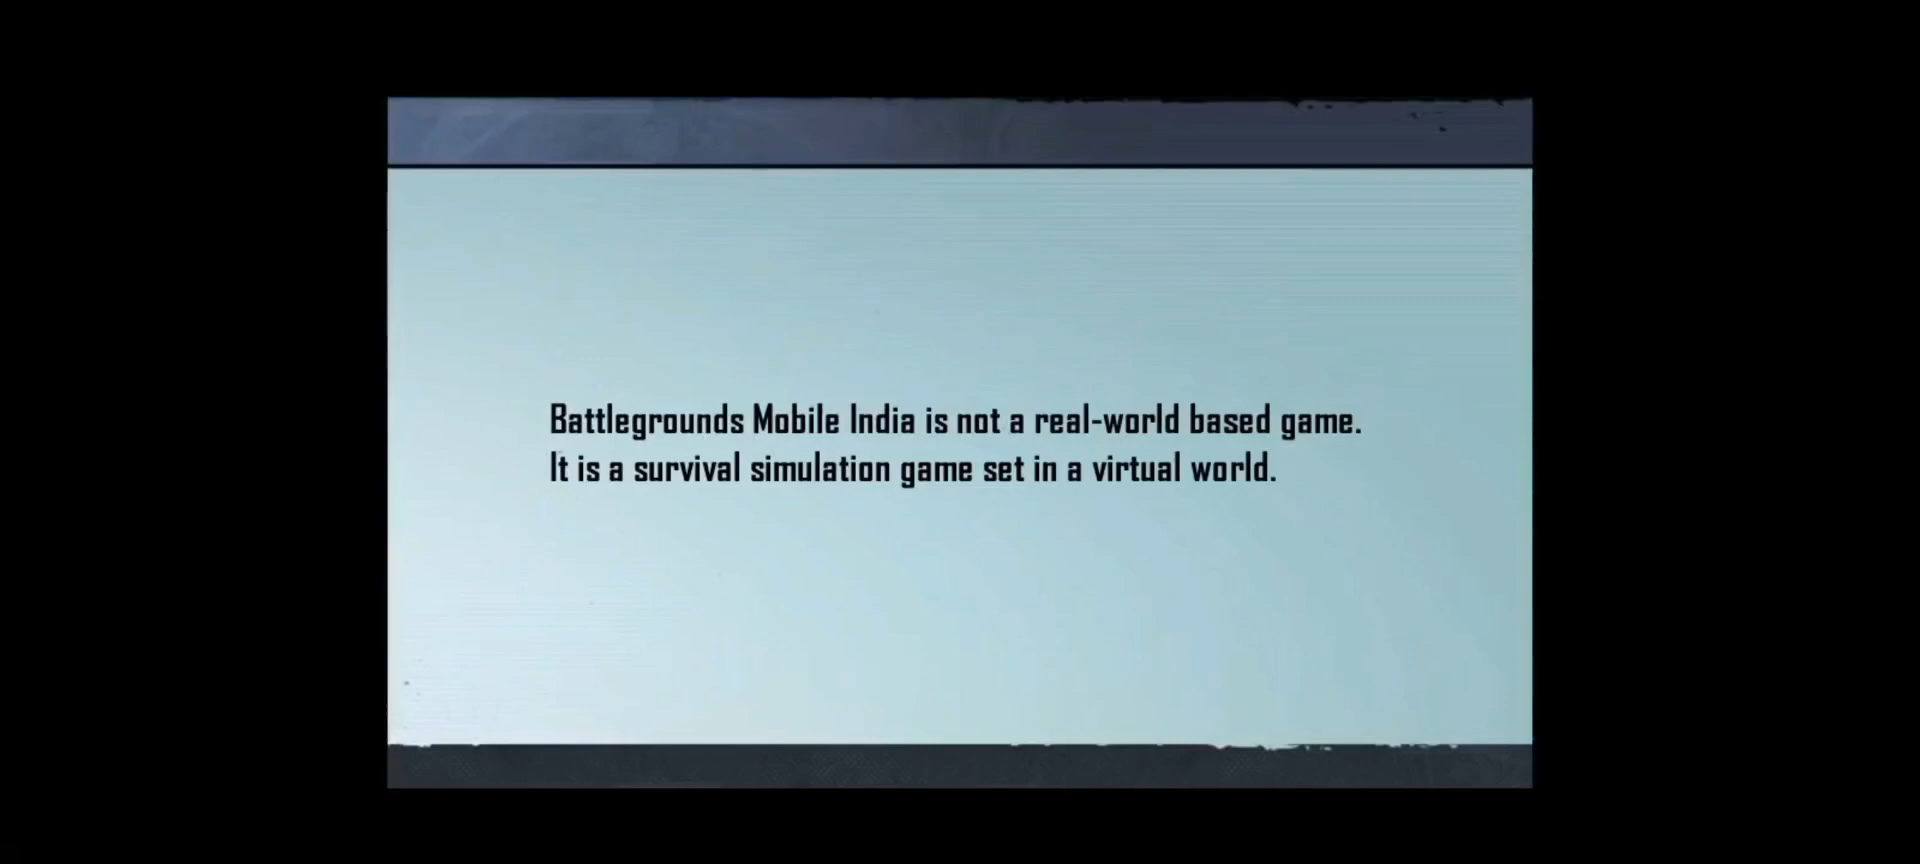 Battlegrounds Mobile India is not a real-world based game.
It is a survival simulation game set in a virtual world.